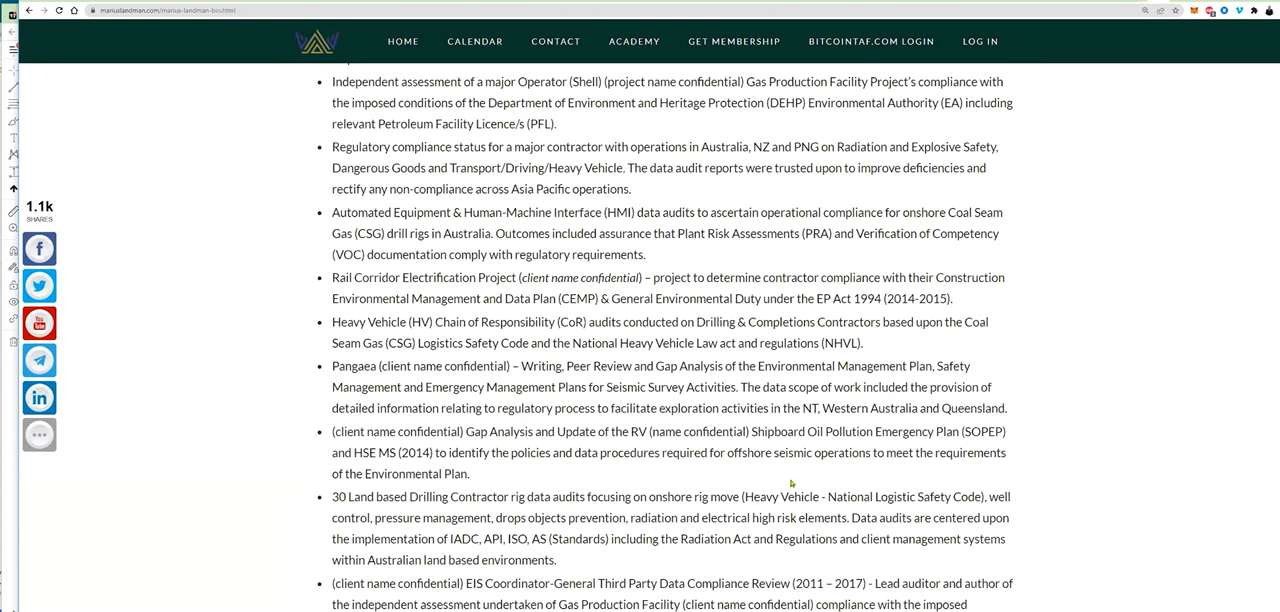 mariuslandman.com/marius-landman-bio.html
HOME CALENDAR CONTACT ACADEMY GET MEMBERSHIP BITCOINTAF.COM LOGIN LOG IN
Independent assessment of a major Operator (Shell) (project name confidential) Gas Production Facility Project's compliance with
the imposed conditions of the Department of Environment and Heritage Protection (DEHP) Environmental Authority (EA) including
relevant Petroleum Facility Licence/s (PFL).
Regulatory compliance status for a major contractor with operations in Australia, NZ and PNG on Radiation and Explosive Safety,
Dangerous Goods and Transport/Driving/Heavy Vehicle. The data audit reports were trusted upon to improve deficiencies and
rectify any non-compliance across Asia Pacific operations.
1.1k
SHARES
Automated Equipment & Human-Machine Interface (HMI) data audits to ascertain operational compliance for onshore Coal Seam
Gas (CSG) drill rigs in Australia. Outcomes included assurance that Plant Risk Assessments (PRA) and Verification of Competency
(VOC) documentation comply with regulatory requirements.
Rail Corridor Electrification Project (client name confidential) – project to determine contractor compliance with their Construction
Environmental Management and Data Plan (CEMP) & General Environmental Duty under the EP Act 1994 (2014-2015).
You
Tube
Heavy Vehicle (HV) Chain of Responsibility (CoR) audits conducted on Drilling & Completions Contractors based upon the Coal
Seam Gas (CSG) Logistics Safety Code and the National Heavy Vehicle Law act and regulations (NHVL).
Pangaea (client name confidential) – Writing, Peer Review and Gap Analysis of the Environmental Management Plan, Safety
Management and Emergency Management Plans for Seismic Survey Activities. The data scope of work included the provision of
detailed information relating to regulatory process to facilitate exploration activities in the NT, Western Australia and Queensland.
(client name confidential) Gap Analysis and Update of the RV (name confidential) Shipboard Oil Pollution Emergency Plan (SOPEP)
and HSE MS (2014) to identify the policies and data procedures required for offshore seismic operations to meet the requirements
of the Environmental Plan.
30 Land based Drilling Contractor rig data audits focusing on onshore rig move (Heavy Vehicle - National Logistic Safety Code), well
control, pressure management, drops objects prevention, radiation and electrical high risk elements. Data audits are centered upon
the implementation of IADC, API, ISO, AS (Standards) including the Radiation Act and Regulations and client management systems
within Australian land based environments.
(client name confidential) EIS Coordinator-General Third Party Data Compliance Review (2011 – 2017) - Lead auditor and author of
the independent assessment undertaken of Gas Production Facility (client name confidential) compliance with the imposed